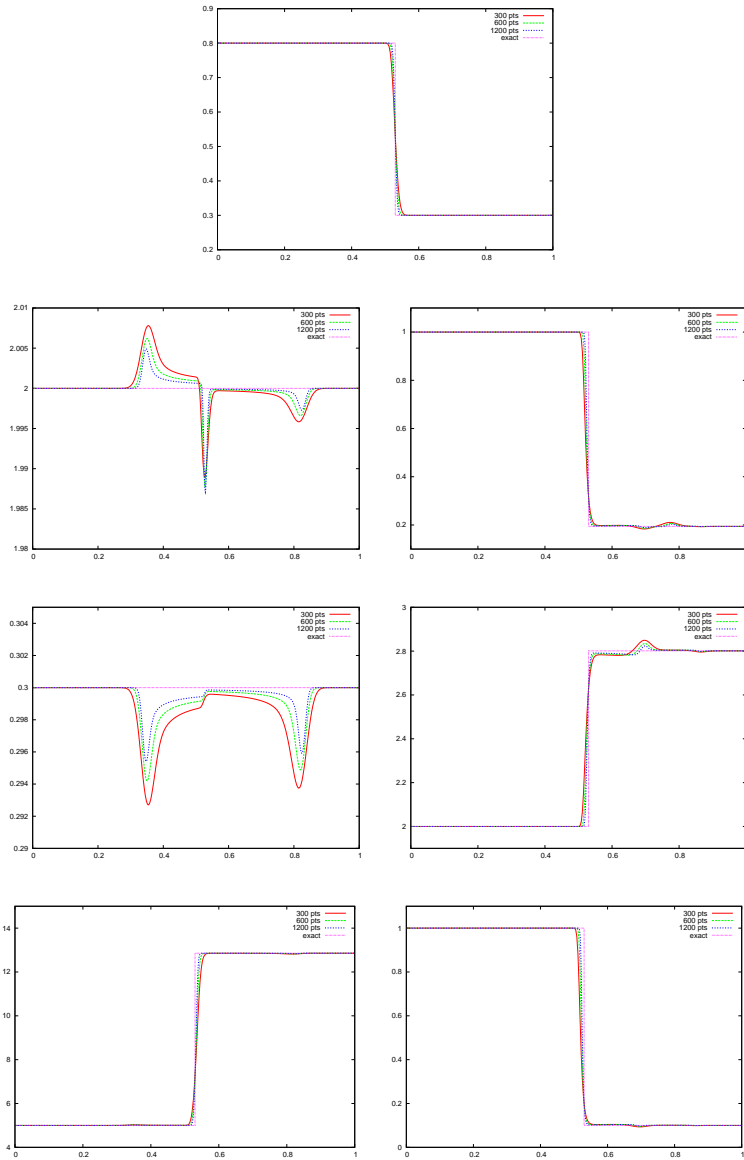 0.9
0.8
0.7
0.6
0.5
0.4
0.3
0.2
0 0.2 0.4 0.6 0.8 1
300 pts
600 pts
1200 pts
exact
2.01
2.005
2
1.995
1.99
1.985
1.98
0 0.2 0.4 0.6 0.8 1
300 pts
600 pts
1200 pts
exact
1
0.8
0.6
0.4
0.2
0 0.2 0.4 0.6 0.8
300 pts
600 pts
1200 pts
exact
0.304
0.302
0.3
0.298
0.296
0.294
0.292
0.29
0 0.2 0.4 0.6 0.8 1
300 pts
600 pts
1200 pts
exact
3
2.8
2.6
2.4
2.2
2
0 0.2 0.4 0.6 0.8
300 pts
600 pts
1200 pts
exact
14
12
10
8
6
4
0 0.2 0.4 0.6 0.8 1
300 pts
600 pts
1200 pts
exact
1
0.8
0.6
0.4
0.2
0
0 0.2 0.4 0.6 0.8 1
300 pts
600 pts
1200 pts
exact